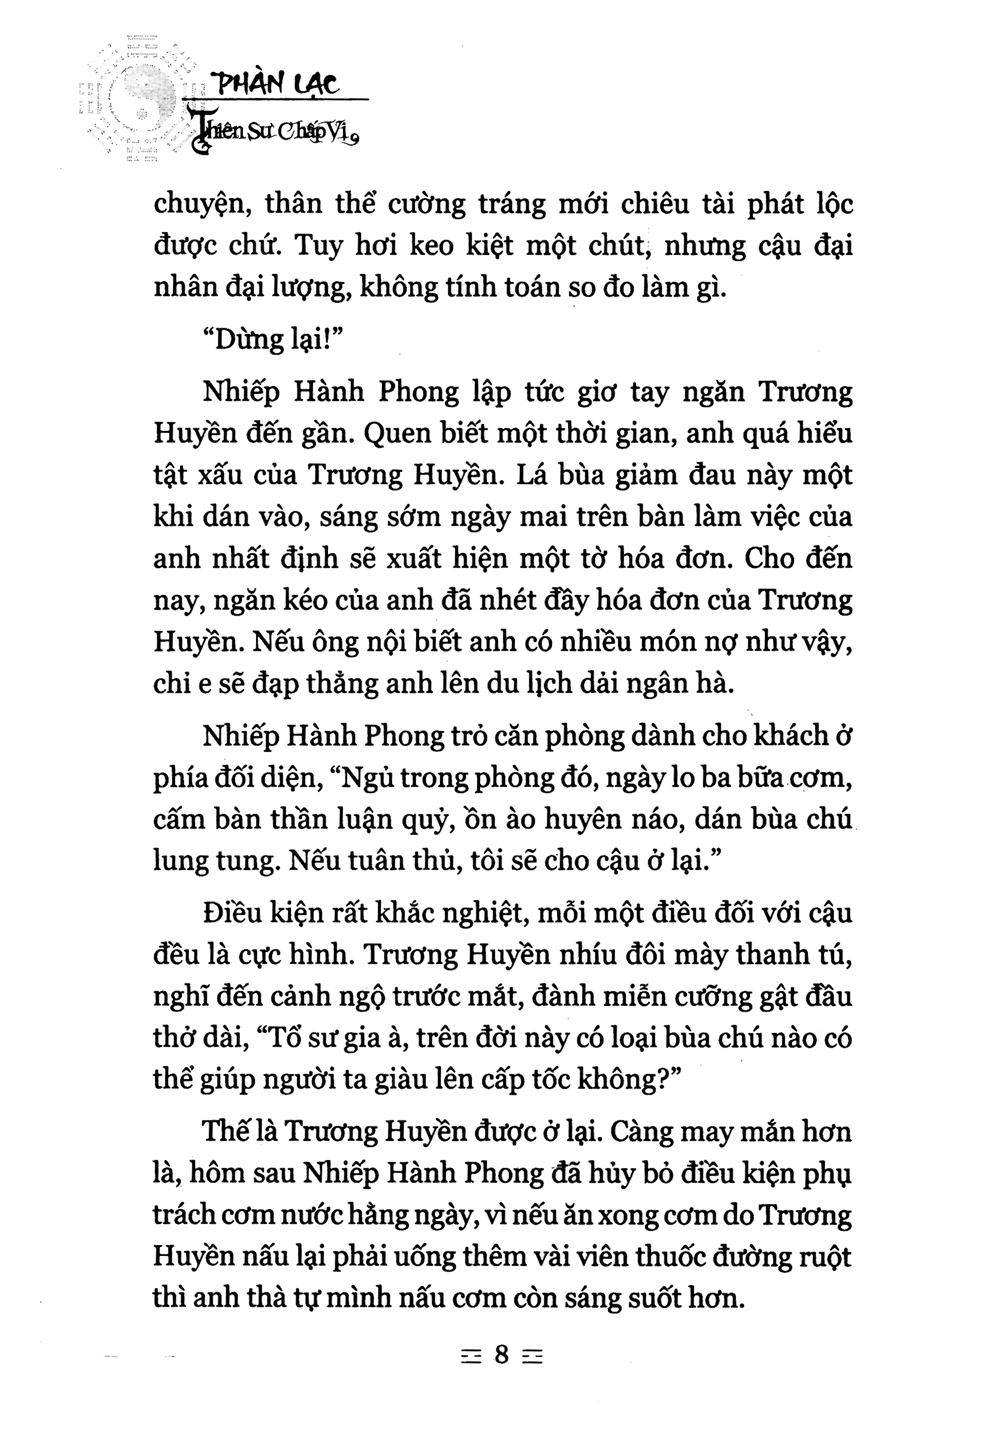 PHÀN LẠC
Thiên Sư Chấp Vị
chuyện, thân thể cường tráng mới chiêu tài phát lộc
được chứ. Tuy hơi keo kiệt một chút, nhưng cậu đại
nhân đại lượng, không tính toán so đo làm gì.
“Dừng lại!”
Nhiếp Hành Phong lập tức giơ tay ngăn Trương
Huyền đến gần. Quen biết một thời gian, anh quá hiểu
tật xấu của Trương Huyền. Lá bùa giảm đau này một
khi dán vào, sáng sớm ngày mai trên bàn làm việc của
anh nhất định sẽ xuất hiện một tờ hóa đơn. Cho đến
nay, ngăn kéo của anh đã nhét đầy hóa đơn của Trương
Huyền. Nếu ông nội biết anh có nhiều món nợ như vậy,
chỉ e sẽ đạp thẳng anh lên du lịch dải ngân hà.
Nhiếp Hành Phong trỏ căn phòng dành cho khách ở
phía đối diện, “Ngủ trong phòng đó, ngày lo ba bữa cơm,
cấm bàn thần luận quỷ, ồn ào huyên náo, dán bùa chú
lung tung. Nếu tuân thủ, tôi sẽ cho cậu ở lại.”
Điều kiện rất khắc nghiệt, mỗi một điều đối với cậu
đều là cực hình. Trương Huyền nhíu đôi mày thanh tú,
nghĩ đến cảnh ngộ trước mắt, đành miễn cưỡng gật đầu
thở dài, “Tổ sư gia à, trên đời này có loại bùa chú nào có
thể giúp người ta giàu lên cấp tốc không?”
Thế là Trương Huyền được ở lại. Càng may mắn hơn
là, hôm sau Nhiếp Hành Phong đã hủy bỏ điều kiện phụ
trách cơm nước hằng ngày, vì nếu ăn xong cơm do Trương
Huyền nấu lại phải uống thêm vài viên thuốc đường ruột
thì anh thà tự mình nấu cơm còn sáng suốt hơn.
8